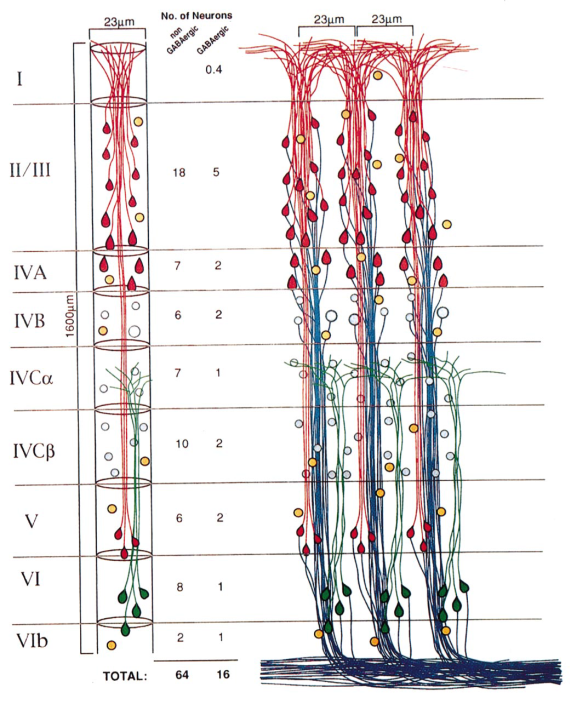 23μm
No. of Neurons
non GABAergic
GABAergic
23μm 23μm
I 0.4
II/III 18 5
IVA 7 2
1600μm
IVB 6 2
IVCα 7 1
IVCβ 10 2
V 6 2
VI 8 1
VIb 2 1
TOTAL: 64 16